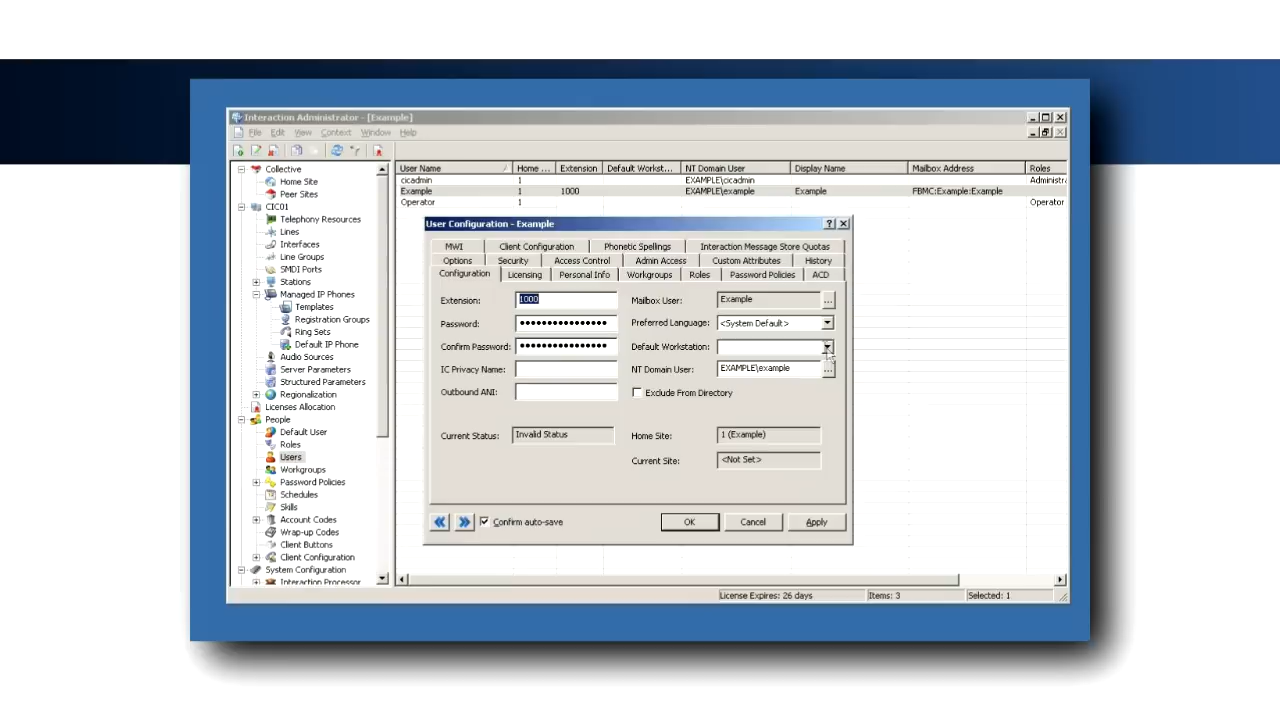 Interaction Administrator - [Example]
File Edit View Context Window Help
Collective
Home Site
Peer Sites
CIC01
Telephony Resources
Lines
Interfaces
Line Groups
SMDI Ports
Stations
Managed IP Phones
Templates
Registration Groups
Ring Sets
Default IP Phone
Audio Sources
Server Parameters
Structured Parameters
Regionalization
Licenses Allocation
People
Default User
Roles
Users
Workgroups
Password Policies
Schedules
Skills
Account Codes
Wrap-up Codes
Client Buttons
Client Configuration
System Configuration
Interaction Processor
User Name Home ... Extension Default Workst... NT Domain User Display Name Mailbox Address Roles
cicadmin 1 EXAMPLE\cicadmin Administr
Example 1 1000 EXAMPLE\example Example FBMC:Example:Example
Operator 1 Operator
User Configuration - Example
MWI Client Configuration Phonetic Spellings Interaction Message Store Quotas
Options Security Access Control Admin Access Custom Attributes History
Configuration Licensing Personal Info Workgroups Roles Password Policies ACD
Extension: 1000 Mailbox User: Example ...
Password: •••••••••••••••• Preferred Language: <System Default>
Confirm Password: •••••••••••••••• Default Workstation:
IC Privacy Name: NT Domain User: EXAMPLE\example ...
Outbound ANI: Exclude From Directory
Current Status: Invalid Status Home Site: 1 (Example)
Current Site: <Not Set>
Confirm auto-save OK Cancel Apply
License Expires: 26 days Items: 3 Selected: 1